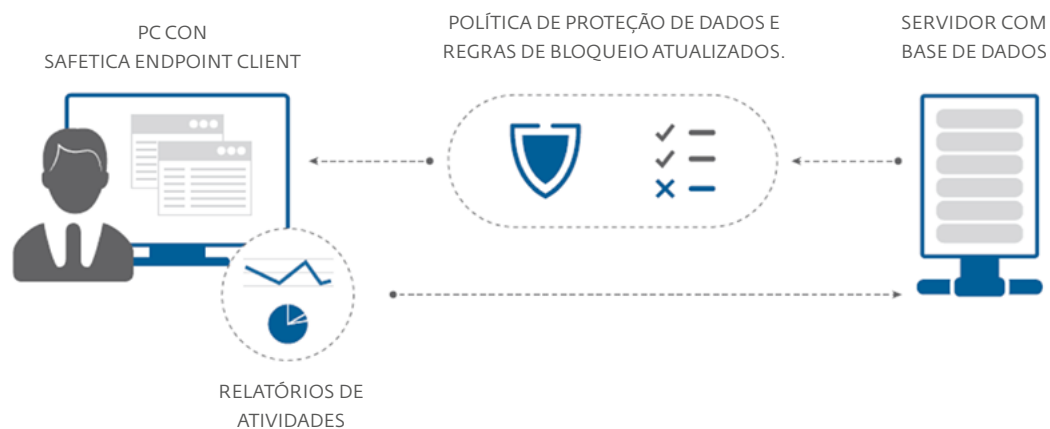 PC CON
SAFETICA ENDPOINT CLIENT
POLÍTICA DE PROTEÇÃO DE DADOS E
REGRAS DE BLOQUEIO ATUALIZADOS.
SERVIDOR COM
BASE DE DADOS
RELATÓRIOS DE
ATIVIDADES